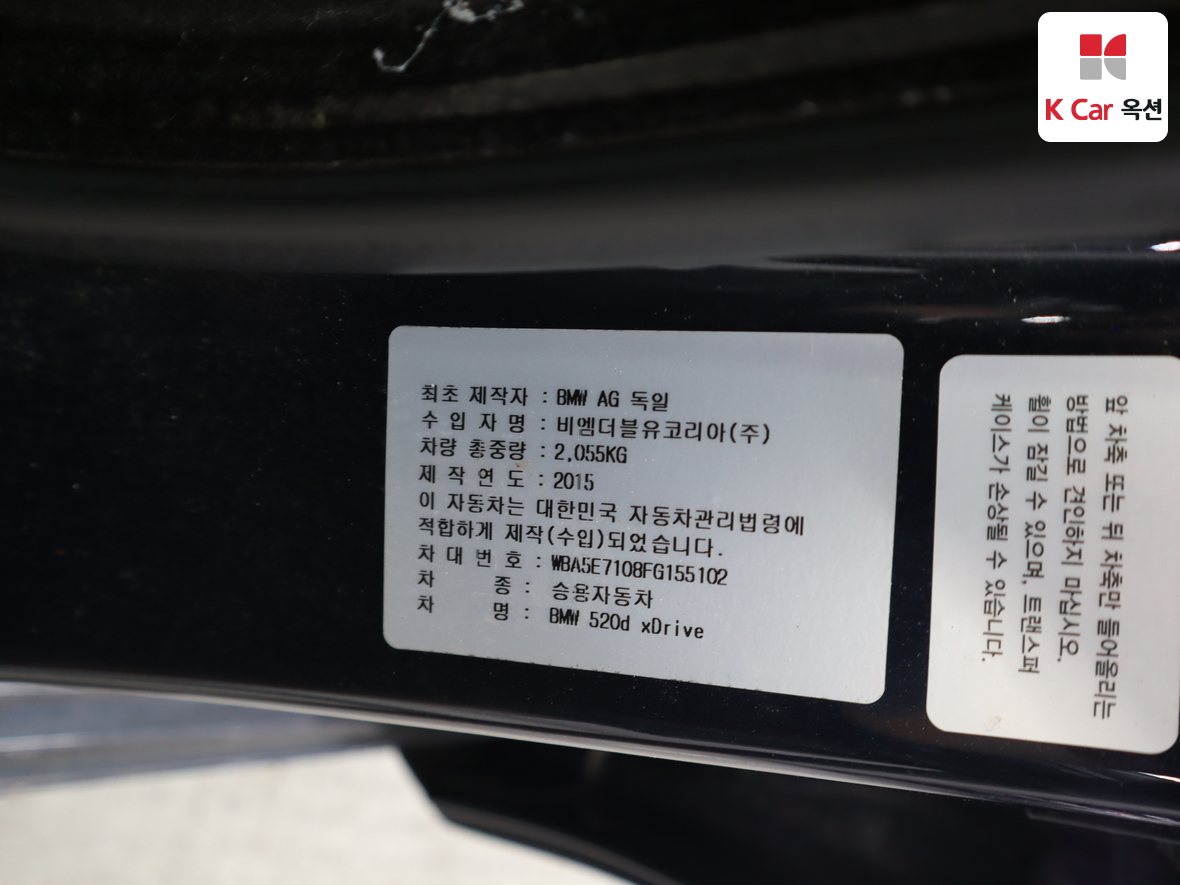 K Car 옥션
최초 제작자 : BMW AG 독일
수 입 자 명 : 비엠더블유코리아(주)
차량 총중량 : 2,055KG
제 작 연 도 : 2015
이 자동차는 대한민국 자동차관리법령에
적합하게 제작(수입)되었습니다.
차 대 번 호 : WBA5E7108FG155102
차 종 : 승용자동차
차 명 : BMW 520d xDrive
앞 차축 또는 뒤 차축만 들어올리는
방법으로 견인하지 마십시오.
휠이 잠길 수 있으며, 트랜스퍼
케이스가 손상될 수 있습니다.